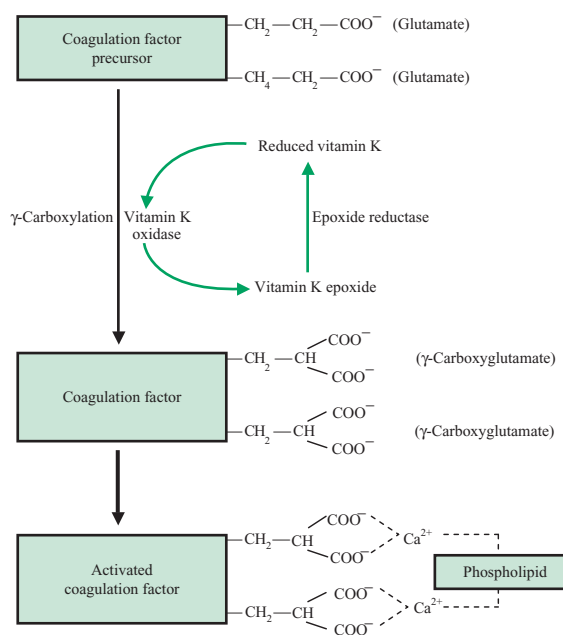 Coagulation factor
precursor
—CH₂—CH₂—COO⁻ (Glutamate)
—CH₄—CH₂—COO⁻ (Glutamate)
Reduced vitamin K
γ-Carboxylation
Vitamin K
oxidase
Epoxide reductase
Vitamin K epoxide
Coagulation factor
—CH₂—CH
COO⁻
COO⁻
(γ-Carboxyglutamate)
—CH₂—CH
COO⁻
COO⁻
(γ-Carboxyglutamate)
Activated
coagulation factor
—CH₂—CH
COO⁻
COO⁻
Ca²⁺
—CH₂—CH
COO⁻
COO⁻
Ca²⁺
Phospholipid